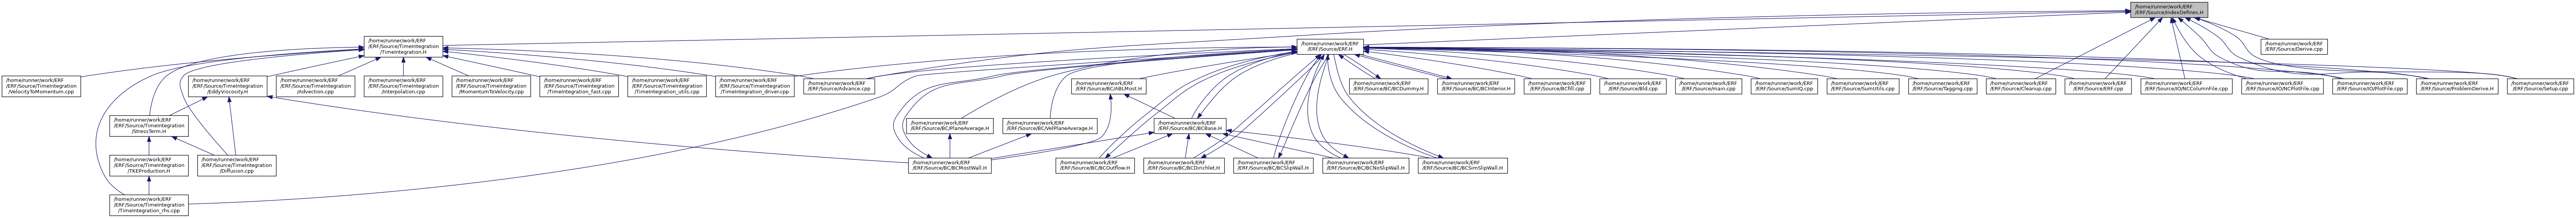 /home/runner/work/ERF
/ERF/Source/IndexDefines.H
/home/runner/work/ERF
/ERF/Source/TimeIntegration
/TimeIntegration.H
/home/runner/work/ERF
/ERF/Source/ERF.H
/home/runner/work/ERF
/ERF/Source/Derive.cpp
/home/runner/work/ERF
/ERF/Source/TimeIntegration
/VelocityToMomentum.cpp
/home/runner/work/ERF
/ERF/Source/TimeIntegration
/EddyViscosity.H
/home/runner/work/ERF
/ERF/Source/TimeIntegration
/Advection.cpp
/home/runner/work/ERF
/ERF/Source/TimeIntegration
/Interpolation.cpp
/home/runner/work/ERF
/ERF/Source/TimeIntegration
/MomentumToVelocity.cpp
/home/runner/work/ERF
/ERF/Source/TimeIntegration
/TimeIntegration_fast.cpp
/home/runner/work/ERF
/ERF/Source/TimeIntegration
/TimeIntegration_utils.cpp
/home/runner/work/ERF
/ERF/Source/TimeIntegration
/TimeIntegration_driver.cpp
/home/runner/work/ERF
/ERF/Source/Advance.cpp
/home/runner/work/ERF
/ERF/Source/BC/ABLMost.H
/home/runner/work/ERF
/ERF/Source/BC/BCDummy.H
/home/runner/work/ERF
/ERF/Source/BC/BCInterior.H
/home/runner/work/ERF
/ERF/Source/BCfill.cpp
/home/runner/work/ERF
/ERF/Source/Bld.cpp
/home/runner/work/ERF
/ERF/Source/main.cpp
/home/runner/work/ERF
/ERF/Source/SumIQ.cpp
/home/runner/work/ERF
/ERF/Source/SumUtils.cpp
/home/runner/work/ERF
/ERF/Source/Tagging.cpp
/home/runner/work/ERF
/ERF/Source/Cleanup.cpp
/home/runner/work/ERF
/ERF/Source/ERF.cpp
/home/runner/work/ERF
/ERF/Source/IO/NCColumnFile.cpp
/home/runner/work/ERF
/ERF/Source/IO/NCPlotFile.cpp
/home/runner/work/ERF
/ERF/Source/IO/PlotFile.cpp
/home/runner/work/ERF
/ERF/Source/ProblemDerive.H
/home/runner/work/ERF
/ERF/Source/Setup.cpp
/home/runner/work/ERF
/ERF/Source/TimeIntegration
/StressTerm.H
/home/runner/work/ERF
/ERF/Source/BC/PlaneAverage.H
/home/runner/work/ERF
/ERF/Source/BC/VelPlaneAverage.H
/home/runner/work/ERF
/ERF/Source/BC/BCBase.H
/home/runner/work/ERF
/ERF/Source/TimeIntegration
/TKEProduction.H
/home/runner/work/ERF
/ERF/Source/TimeIntegration
/Diffusion.cpp
/home/runner/work/ERF
/ERF/Source/BC/BCMostWall.H
/home/runner/work/ERF
/ERF/Source/BC/BCOutflow.H
/home/runner/work/ERF
/ERF/Source/BC/BCDirichlet.H
/home/runner/work/ERF
/ERF/Source/BC/BCSlipWall.H
/home/runner/work/ERF
/ERF/Source/BC/BCNoSlipWall.H
/home/runner/work/ERF
/ERF/Source/BC/BCSimSlipWall.H
/home/runner/work/ERF
/ERF/Source/TimeIntegration
/TimeIntegration_rhs.cpp